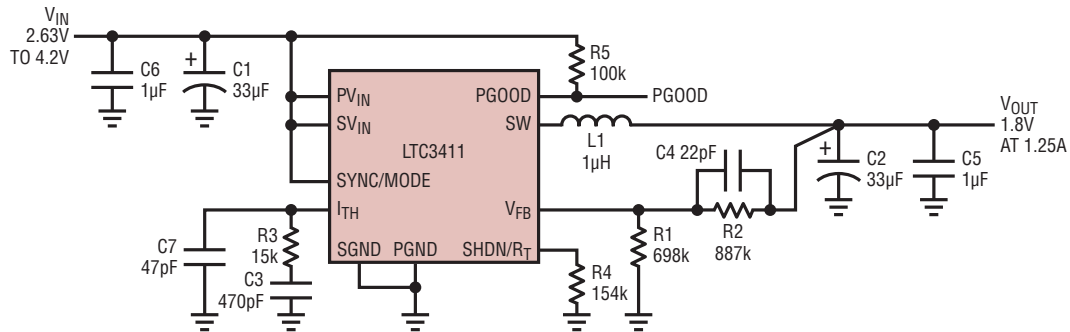 VIN
2.63V
TO 4.2V
C6
1µF
+
C1
33µF
R5
100k
PVIN
SVIN
SYNC/MODE
ITH
SGND
PGND
LTC3411
PGOOD
SW
VFB
SHDN/RT
PGOOD
L1
1µH
C4 22pF
R2
887k
R1
698k
R4
154k
+
C2
33µF
C5
1µF
VOUT
1.8V
AT 1.25A
C7
47pF
R3
15k
C3
470pF